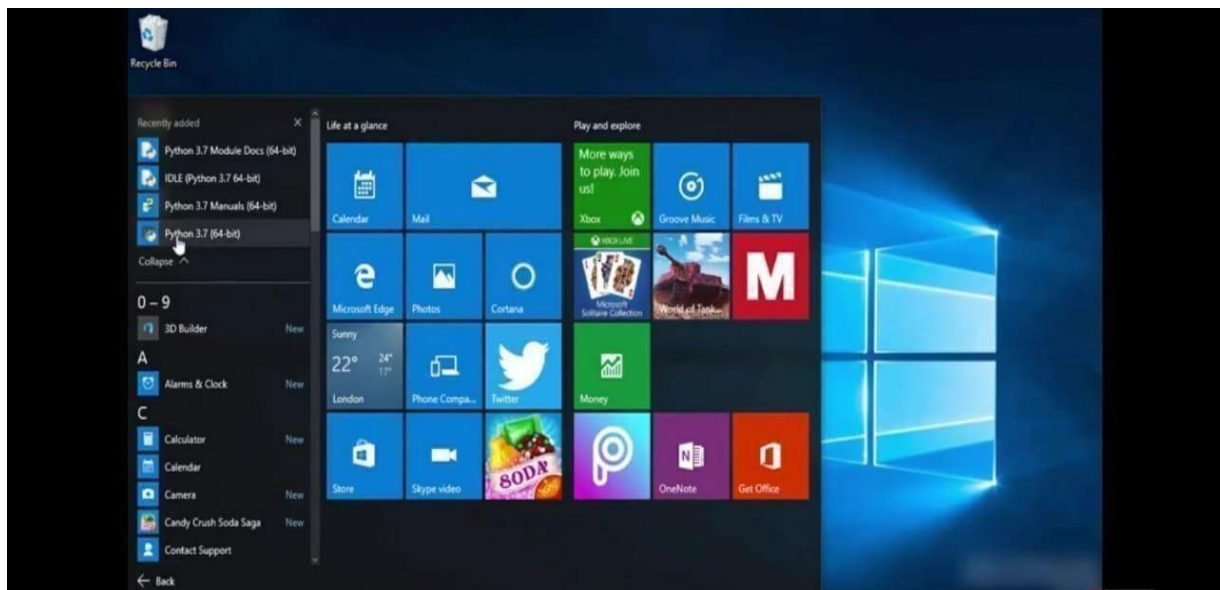 Recycle Bin
Recently added
Python 3.7 Module Docs (64-bit)
IDLE (Python 3.7 64-bit)
Python 3.7 Manuals (64-bit)
Python 3.7 (64-bit)
Collapse
0 – 9
3D Builder New
A
Alarms & Clock New
C
Calculator New
Calendar
Camera New
Candy Crush Soda Saga New
Contact Support
Back
Life at a glance
Calendar
Mail
Microsoft Edge
Photos
Cortana
Sunny
22° 24°
17°
London
Phone Compa...
Twitter
Store
Skype video
SODA
Play and explore
More ways
to play. Join
us!
Xbox
Groove Music
Films & TV
XBOX LIVE
Microsoft
Solitaire Collection
World of Tank...
M
Money
N
OneNote
Get Office